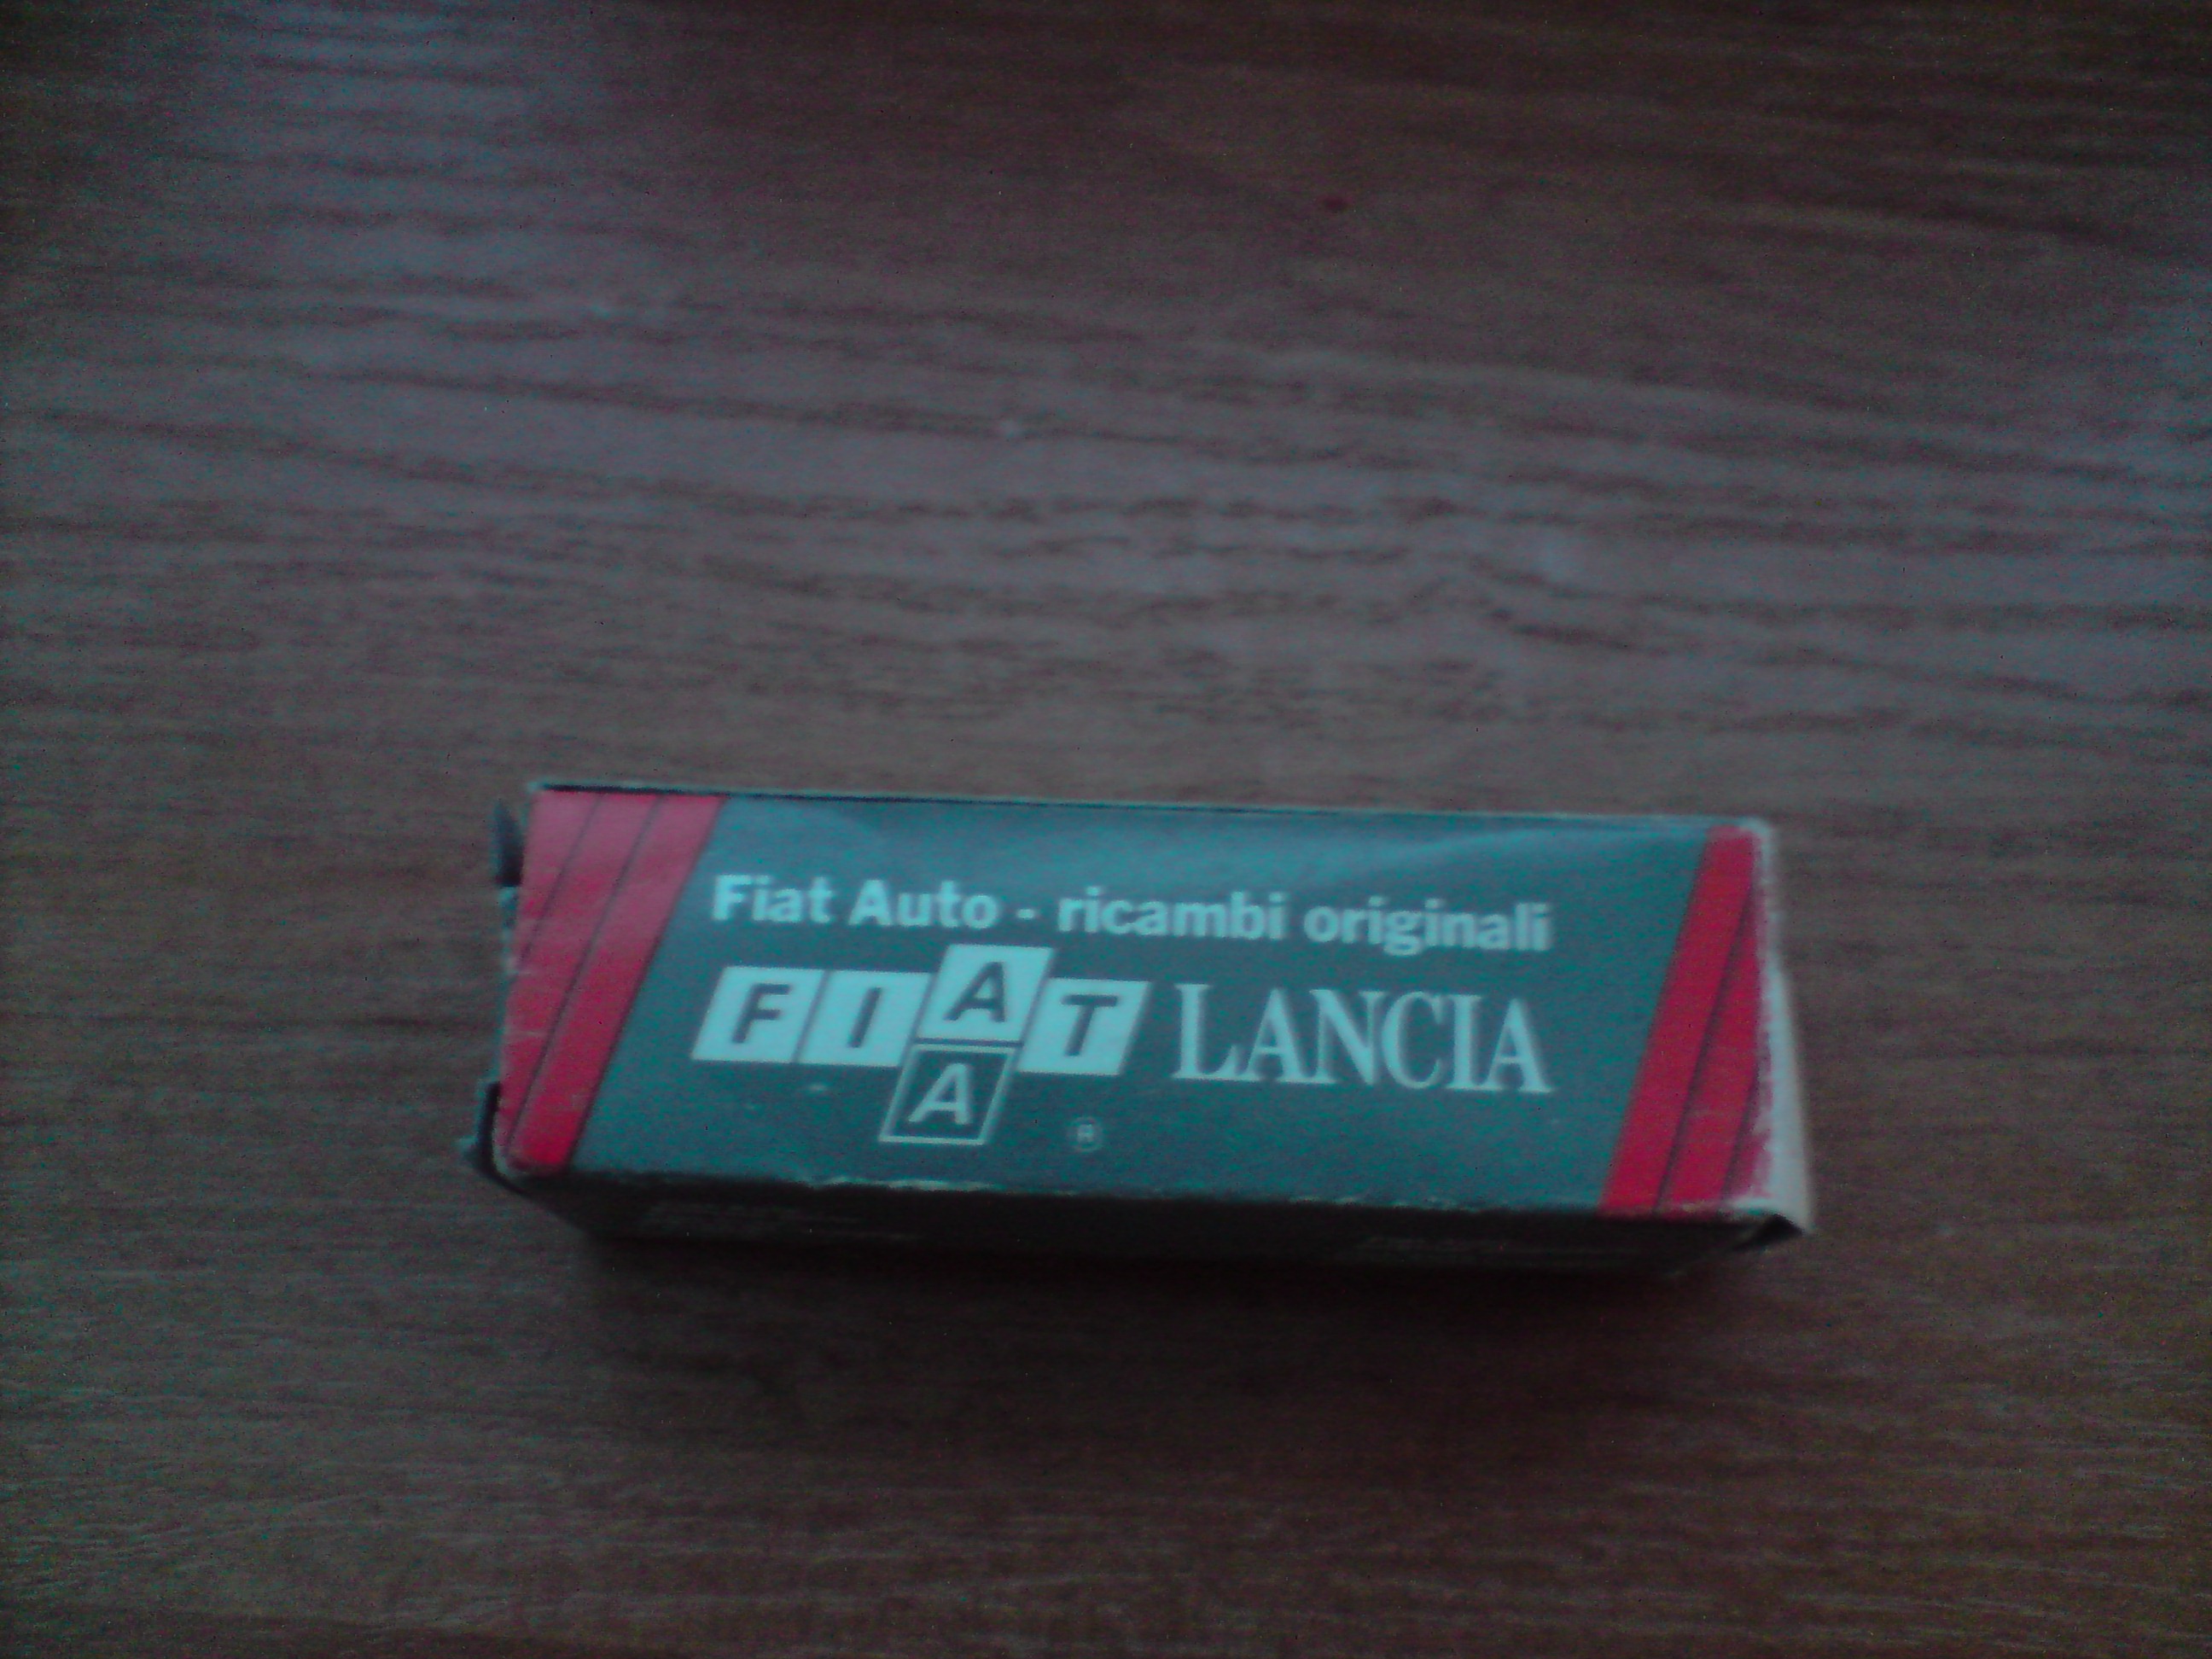 Fiat Auto - ricambi originali
FIAT LANCIA
A
®